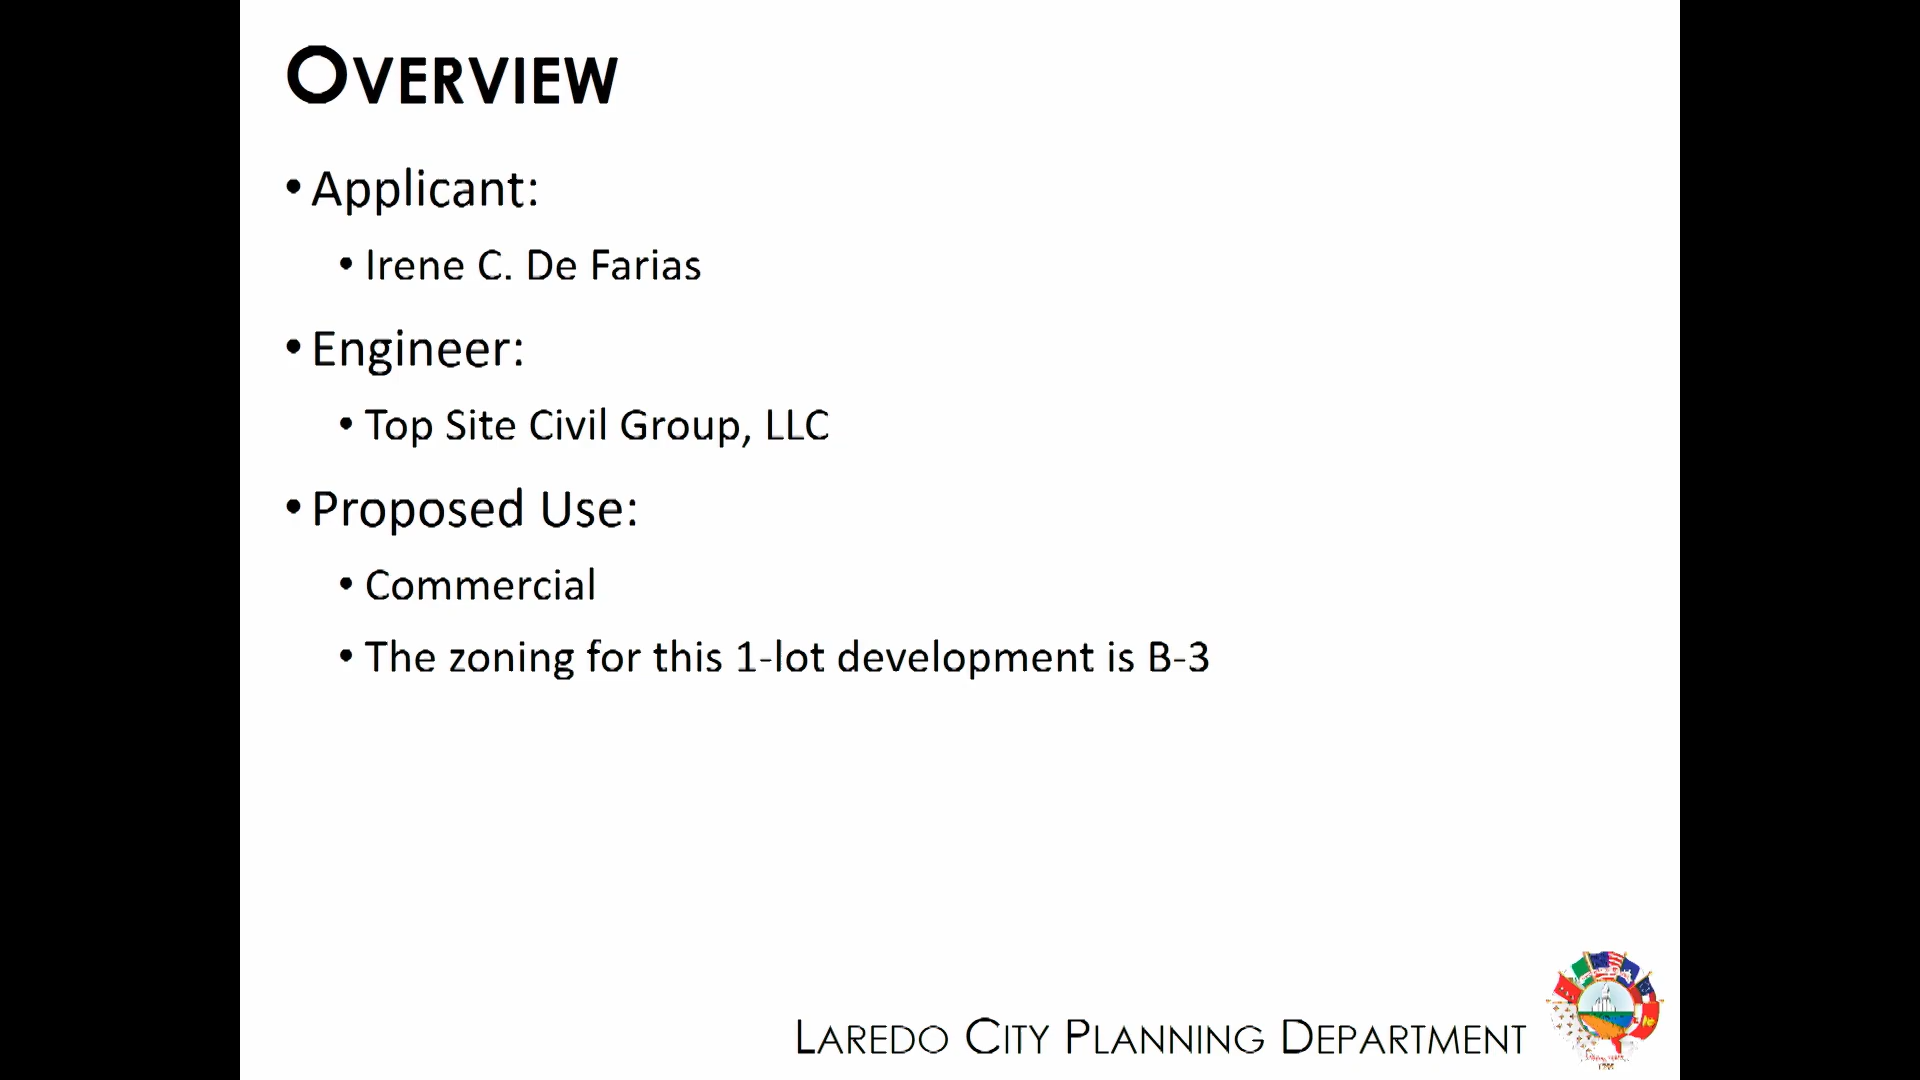 OVERVIEW
• Applicant:
• Irene C. De Farias
• Engineer:
• Top Site Civil Group, LLC
• Proposed Use:
• Commercial
• The zoning for this 1-lot development is B-3
LAREDO CITY PLANNING DEPARTMENT